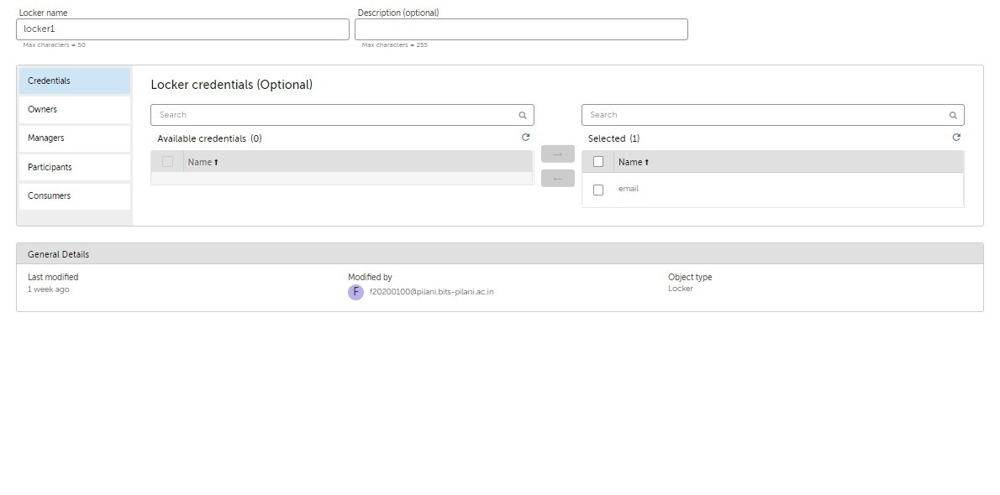 Locker name
Description (optional)
locker1
Max characters = 50
Max characters = 255
Credentials
Owners
Managers
Participants
Consumers
Locker credentials (Optional)
Search
Available credentials (0)
Name
Search
Selected (1)
Name
email
General Details
Last modified
1 week ago
Modified by
F f20200100@pilani.bits-pilani.ac.in
Object type
Locker